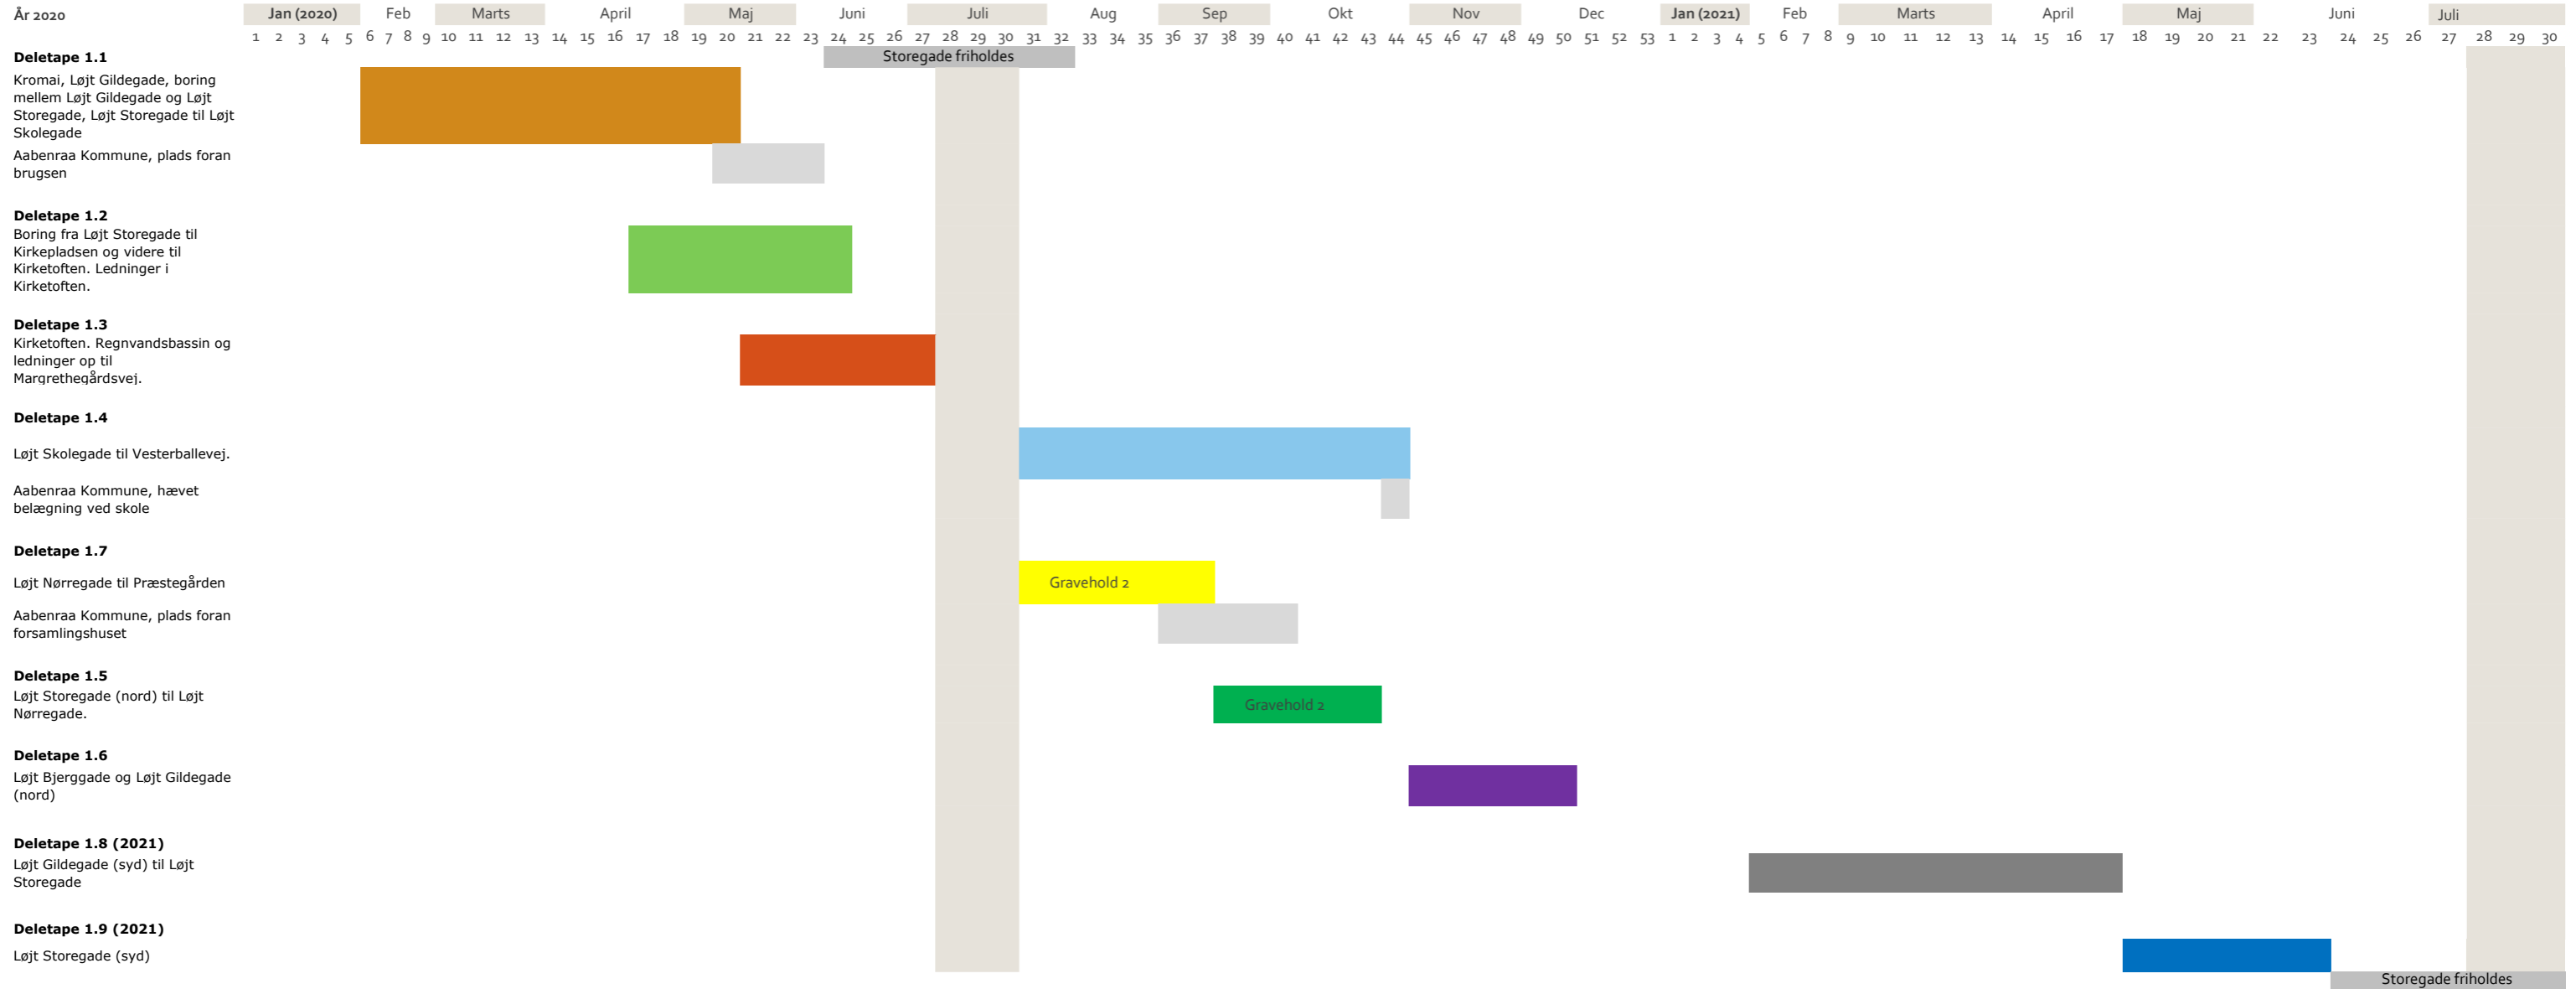 År 2020 Jan (2020) Feb Marts April Maj Juni Juli Aug Sep Okt Nov Dec Jan (2021) Feb Marts April Maj Juni Juli
1 2 3 4 5 6 7 8 9 10 11 12 13 14 15 16 17 18 19 20 21 22 23 24 25 26 27 28 29 30 31 32 33 34 35 36 37 38 39 40 41 42 43 44 45 46 47 48 49 50 51 52 53 1 2 3 4 5 6 7 8 9 10 11 12 13 14 15 16 17 18 19 20 21 22 23 24 25 26 27 28 29 30
Deletape 1.1 Storegade friholdes
Kromai, Løjt Gildegade, boring
mellem Løjt Gildegade og Løjt
Storegade, Løjt Storegade til Løjt
Skolegade
Aabenraa Kommune, plads foran
brugsen
Deletape 1.2
Boring fra Løjt Storegade til
Kirkepladsen og videre til
Kirketoften. Ledninger i
Kirketoften.
Deletape 1.3
Kirketoften. Regnvandsbassin og
ledninger op til
Margrethegårdsvej.
Deletape 1.4
Løjt Skolegade til Vesterballevej.
Aabenraa Kommune, hævet
belægning ved skole
Deletape 1.7
Løjt Nørregade til Præstegården Gravehold 2
Aabenraa Kommune, plads foran
forsamlingshuset
Deletape 1.5
Løjt Storegade (nord) til Løjt
Nørregade.
Gravehold 2
Deletape 1.6
Løjt Bjerggade og Løjt Gildegade
(nord)
Deletape 1.8 (2021)
Løjt Gildegade (syd) til Løjt
Storegade
Deletape 1.9 (2021)
Løjt Storegade (syd)
Storegade friholdes